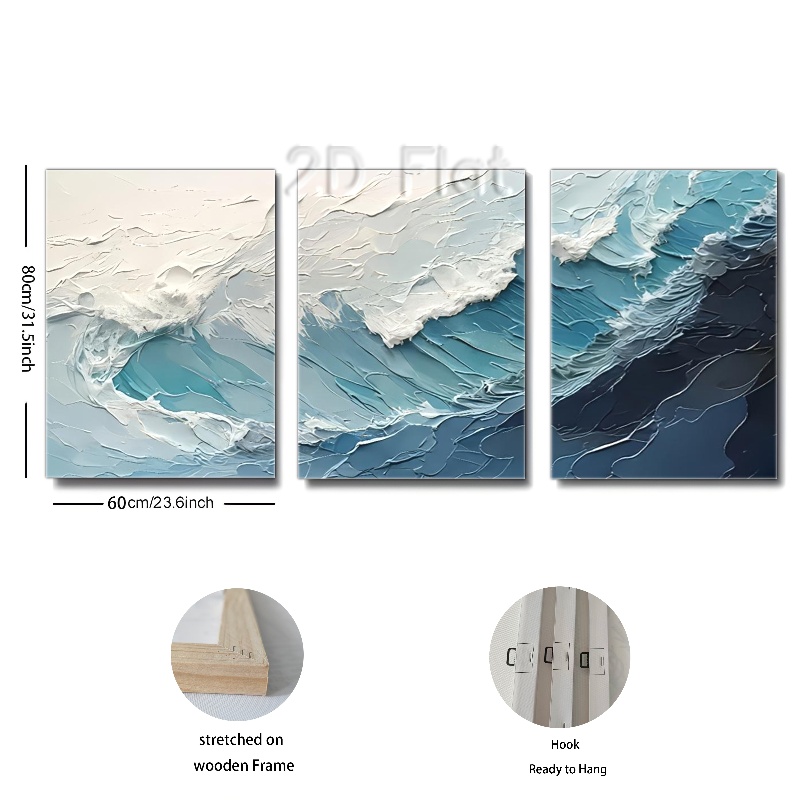 2D Flat
80cm/31.5inch
60cm/23.6inch
stretched on
wooden Frame
Hook
Ready to Hang